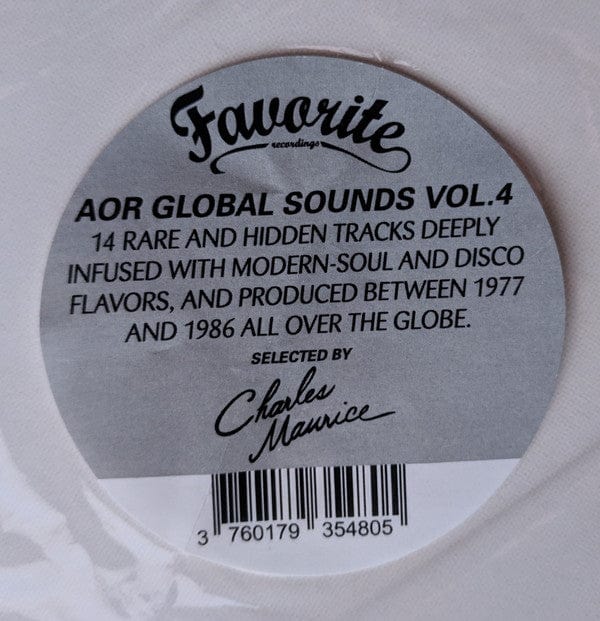 Favorite
recordings
AOR GLOBAL SOUNDS VOL.4
14 RARE AND HIDDEN TRACKS DEEPLY
INFUSED WITH MODERN-SOUL AND DISCO
FLAVORS, AND PRODUCED BETWEEN 1977
AND 1986 ALL OVER THE GLOBE.
SELECTED BY
Charles
Maurice
3 760179 354805